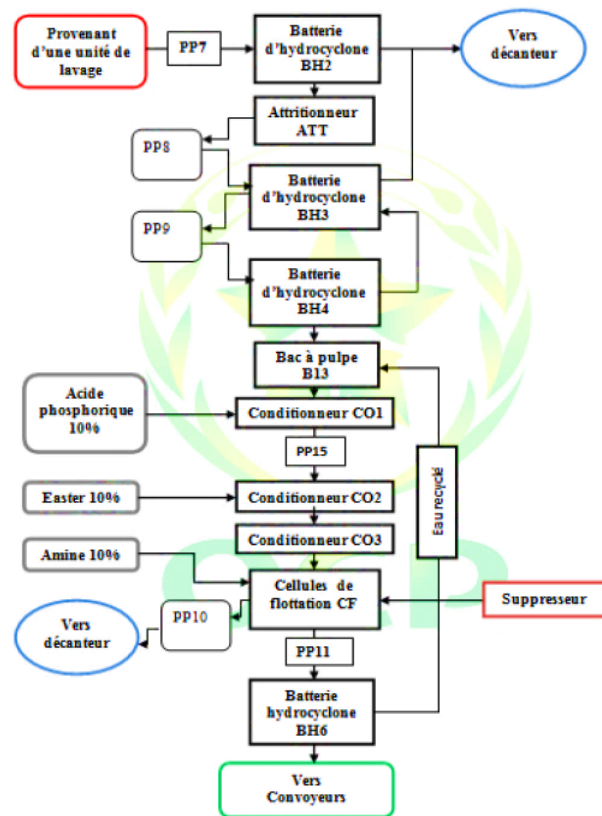 Provenant
d'une unité de
lavage
PP7
Batterie
d'hydrocyclone
BH2
Vers
décanteur
Attritionneur
ATT
PP8
Batterie
d'hydrocyclone
BH3
PP9
Batterie
d'hydrocyclone
BH4
Bac à pulpe
B13
Acide
phosphorique
10%
Conditionneur CO1
PP15
Eau recyclé
Easter 10%
Conditionneur CO2
Conditionneur CO3
Amine 10%
Cellules de
flottation CF
Suppresseur
Vers
décanteur
PP10
PP11
Batterie
hydrocyclone
BH6
Vers
Convoyeurs
OCP